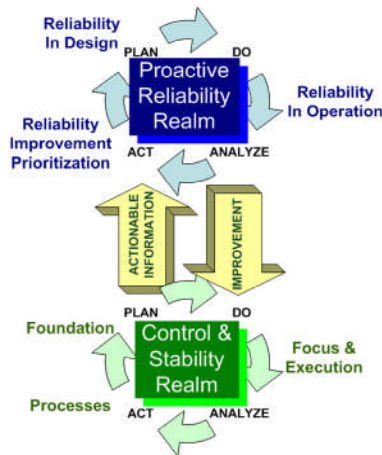 Reliability
In Design
PLAN
DO
Proactive
Reliability
Realm
Reliability
In Operation
Reliability
Improvement
Prioritization
ACT
ANALYZE
ACTIONABLE
INFORMATION
IMPROVEMENT
PLAN
DO
Foundation
Control &
Stability
Realm
Focus &
Execution
Processes
ACT
ANALYZE